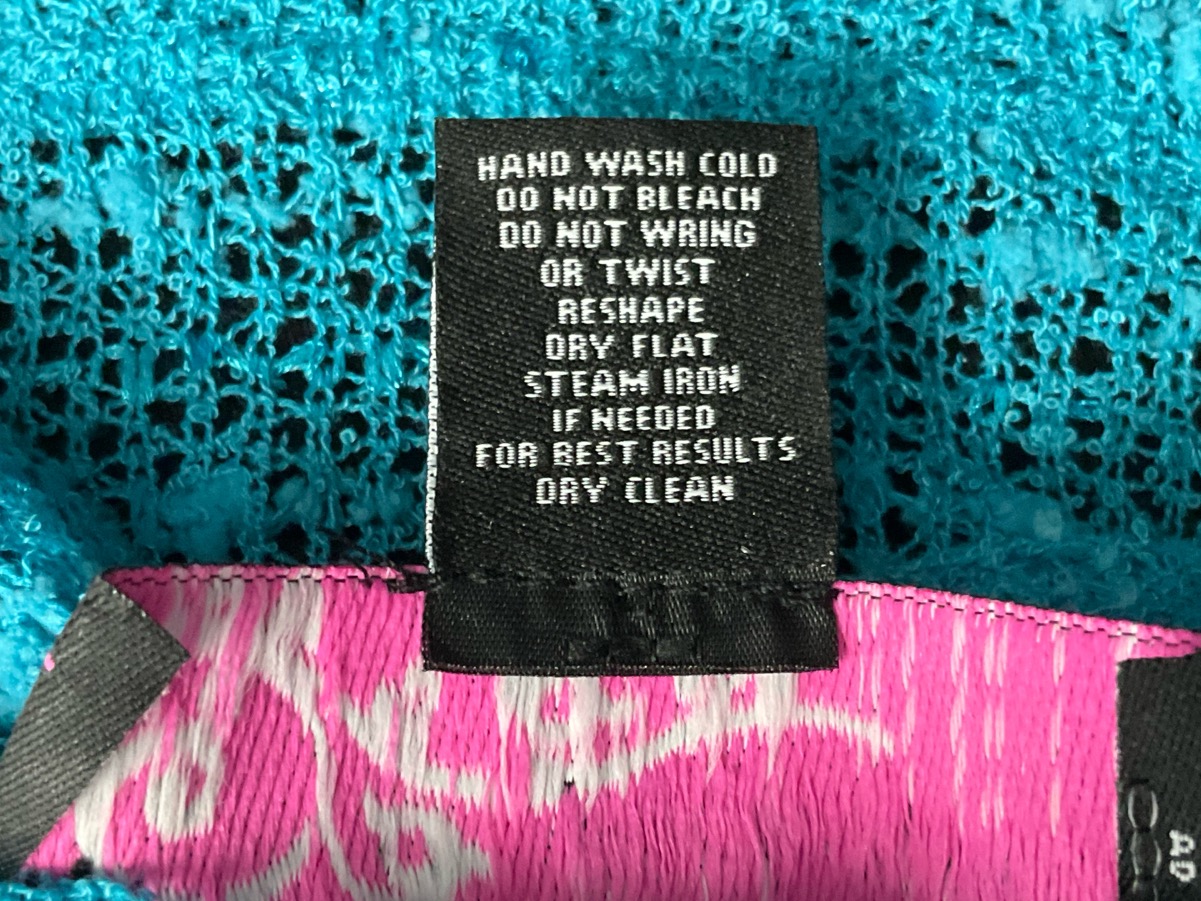 HAND WASH COLD
DO NOT BLEACH
DO NOT WRING
OR TWIST
RESHAPE
DRY FLAT
STEAM IRON
IF NEEDED
FOR BEST RESULTS
DRY CLEAN